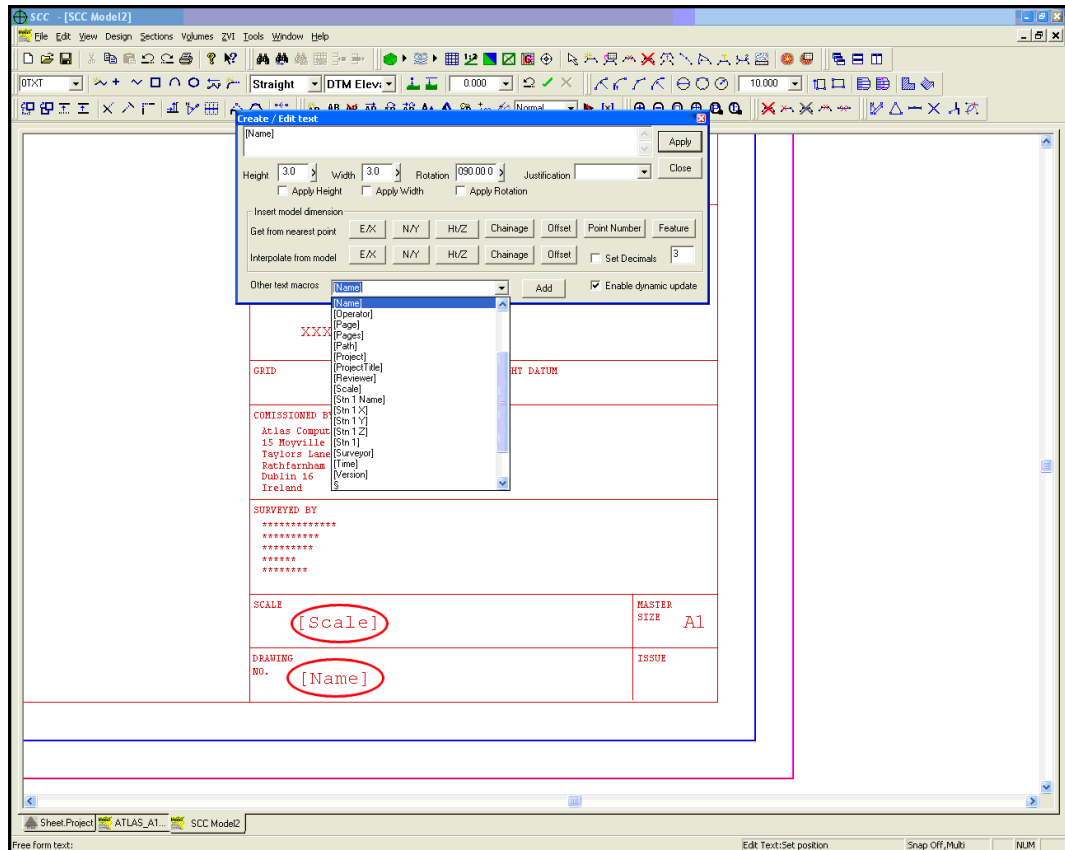 SCC - [SCC Model2]
File Edit View Design Sections Volumes ZVI Tools Window Help
0TXT Straight DTM Elev: 0.000 10.000
Normal
Create / Edit text
[Name]
Apply
Height 3.0 Width 3.0 Rotation 090 00 0 Justification Close
Apply Height Apply Width Apply Rotation
Insert model dimension
Get from nearest point E/X N/Y Ht/Z Chainage Offset Point Number Feature
Interpolate from model E/X N/Y Ht/Z Chainage Offset Set Decimals 3
Other text macros [Name] Add Enable dynamic update
[Name]
[Operator]
[Page]
[Pages]
[Path]
[Project]
[ProjectTitle]
[Reviewer]
[Scale]
[Stn 1 Name]
[Stn 1 X]
[Stn 1 Y]
[Stn 1 Z]
[Stn 1]
[Surveyor]
[Time]
[Version]
§
XXX
GRID HT DATUM
COMISSIONED BY
Atlas Comput
15 Moyville
Taylors Lane
Rathfarnham
Dublin 16
Ireland
SURVEYED BY
*************
**********
*********
******
********
SCALE
[Scale]
MASTER
SIZE A1
DRAWING
NO. [Name]
ISSUE
Sheet.Project ATLAS_A1... SCC Model2
Free form text: Edit Text:Set position Snap Off,Multi NUM